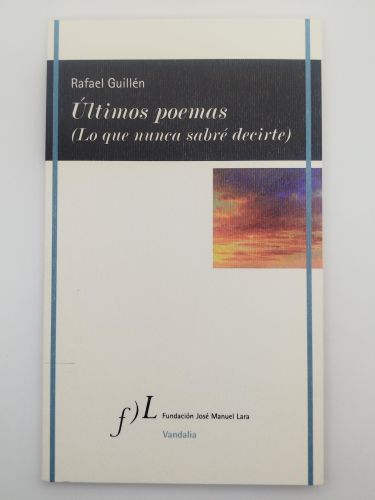 Rafael Guillén
Últimos poemas
(Lo que nunca sabré decirte)
f)L Fundación José Manuel Lara
Vandalia